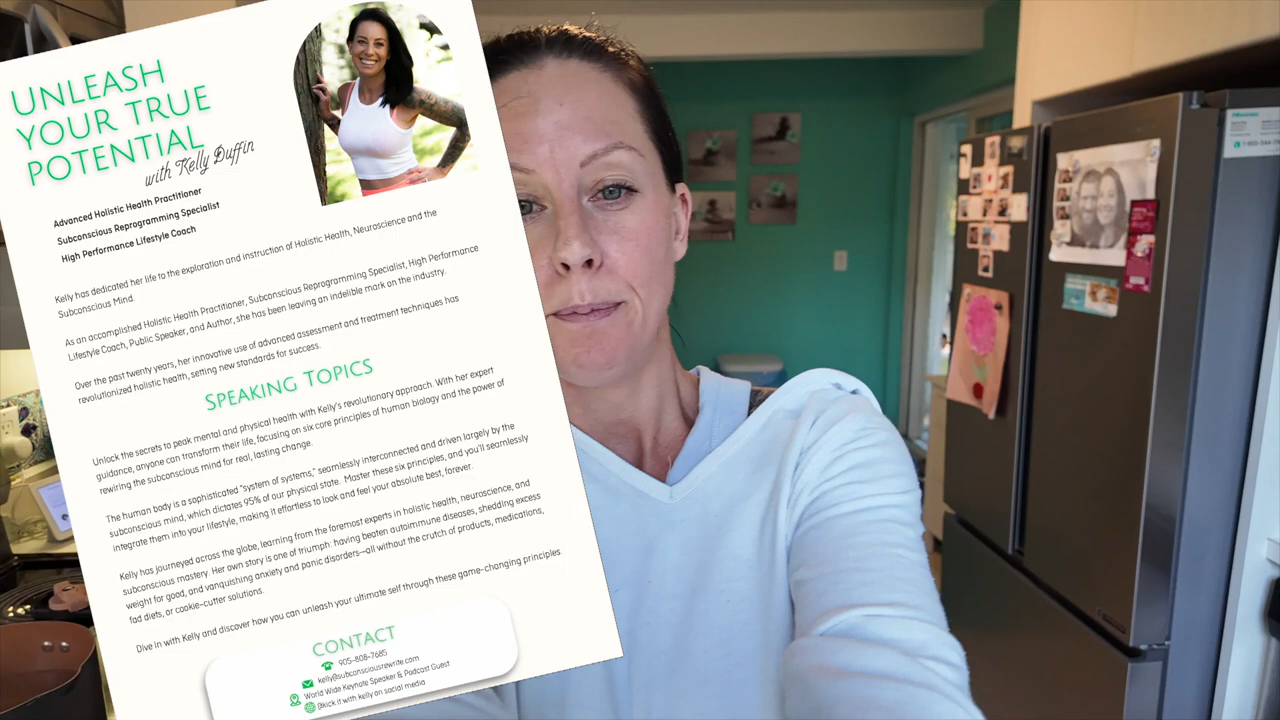 UNLEASH
YOUR TRUE
POTENTIAL
with Kelly Duffin
Advanced Holistic Health Practitioner
Subconscious Reprogramming Specialist
High Performance Lifestyle Coach
Kelly has dedicated her life to the exploration and instruction of Holistic Health, Neuroscience and the
Subconscious Mind.
As an accomplished Holistic Health Practitioner, Subconscious Reprogramming Specialist, High Performance
Lifestyle Coach, Public Speaker, and Author, she has been leaving an indelible mark on the industry.
Over the past twenty years, her innovative use of advanced assessment and treatment techniques has
revolutionized holistic health, setting new standards for success.
SPEAKING TOPICS
Unlock the secrets to peak mental and physical health with Kelly's revolutionary approach. With her expert
guidance, anyone can transform their life, focusing on six core principles of human biology and the power of
rewiring the subconscious mind for real, lasting change.
The human body is a sophisticated "system of systems," seamlessly interconnected and driven largely by the
subconscious mind, which dictates 95% of our physical state. Master these six principles, and you'll seamlessly
integrate them into your lifestyle, making it effortless to look and feel your absolute best, forever.
Kelly has journeyed across the globe, learning from the foremost experts in holistic health, neuroscience, and
subconscious mastery. Her own story is one of triumph: having beaten autoimmune diseases, shedding excess
weight for good, and vanquishing anxiety and panic disorders—all without the crutch of products, medications,
fad diets, or cookie-cutter solutions.
Dive in with Kelly and discover how you can unleash your ultimate self through these game-changing principles.
CONTACT
905-808-7685
kelly@subconsciousrewrite.com
World Wide Keynote Speaker & Podcast Guest
@kick.it.with.kelly on social media
Hisense